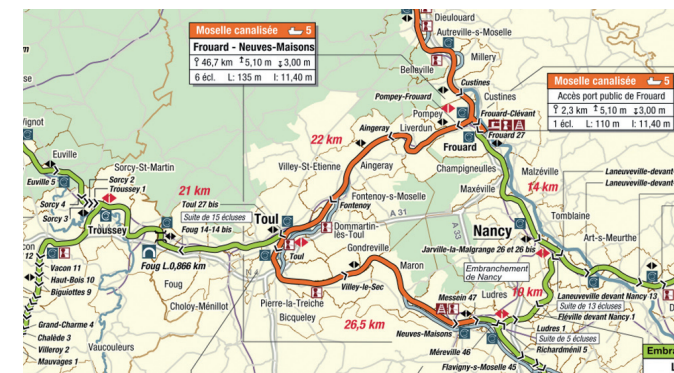 Dieulouard
Autreville-s-Moselle
Moselle canalisée 5
Frouard - Neuves-Maisons
46,7 km 5,10 m 3,00 m
6 écl. L: 135 m l: 11,40 m
Millery
Belleville
Custines
Moselle canalisée 5
Accès port public de Frouard
2,3 km 5,10 m 3,00 m
1 écl. L: 110 m l: 11,40 m
Pompey-Frouard
Custines
Pompey
Frouard-Clévant
Frouard 27
Vignot
Euville
Euville 5
Sorcy-St-Martin
Sorcy 2
Troussey 1
Sorcy 4
Sorcy 3
Troussey
22 km
Aingeray
Liverdun
Frouard
Aingeray
Villey-St-Etienne
Champigneulles
Malzéville
Laneuveville-devant
Laneuveville-devant
21 km
Toul 27 bis
Suite de 15 écluses
Foug 14-14 bis
Toul
Fontenoy-s-Moselle
Fontenoy
Maxéville
14 km
Tomblaine
A 31
A 33
Nancy
Art-s-Meurthe
Dommartin-
lès-Toul
Gondreville
Toul
Jarville-la-Malgrange 26 et 26 bis
Foug L.0,866 km
Foug
Vacon 11
Haut-Bois 10
Biguiottes 9
Choloy-Ménillot
Pierre-la-Treiche
Bicqueley
Villey-le-Sec
Maron
Embranchement
de Nancy
Messein 47
Ludres
10 km
Laneuveville devant Nancy 13
Suite de 13 écluses
Fléville devant Nancy 1
26,5 km
Neuves-Maisons
Ludres 1
Suite de 5 écluses
Richardménil 5
Méréville 46
Flavigny-s-Moselle 45
Grand-Charme 4
Chalède 3
Villeroy 2
Mauvages 1
Vaucouleurs
Embra